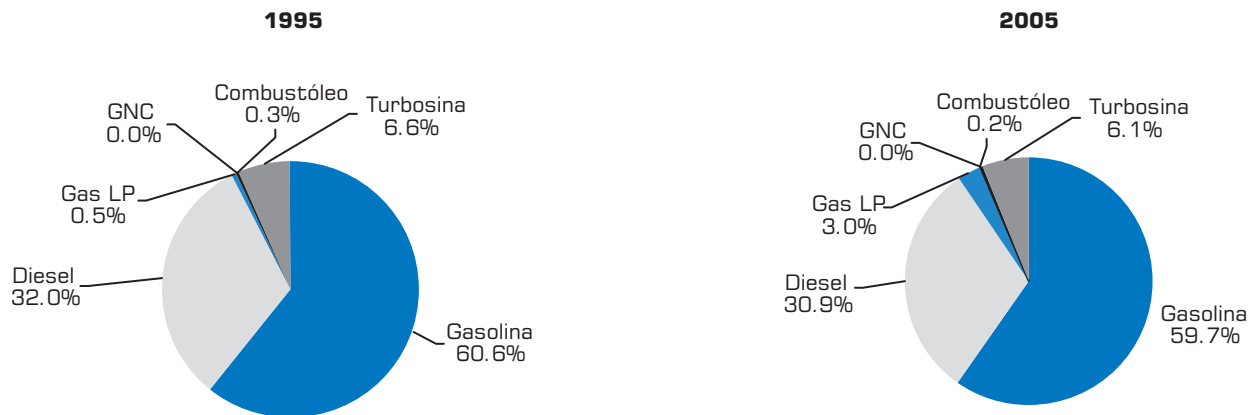 1995
GNC
0.0%
Combustóleo
0.3%
Turbosina
6.6%
Gas LP
0.5%
Diesel
32.0%
Gasolina
60.6%
2005
GNC
0.0%
Combustóleo
0.2%
Turbosina
6.1%
Gas LP
3.0%
Diesel
30.9%
Gasolina
59.7%